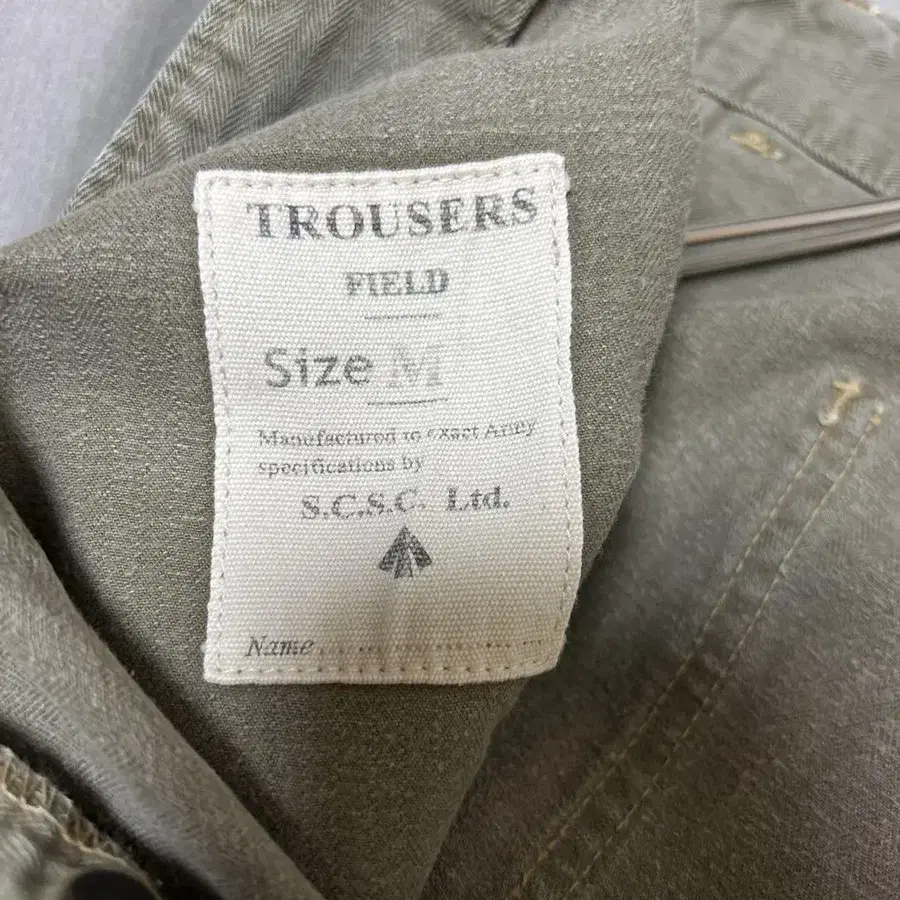 TROUSERS
FIELD
Size M
Manufactured to exact Army
specifications by
S.C.S.C. Ltd.
Name